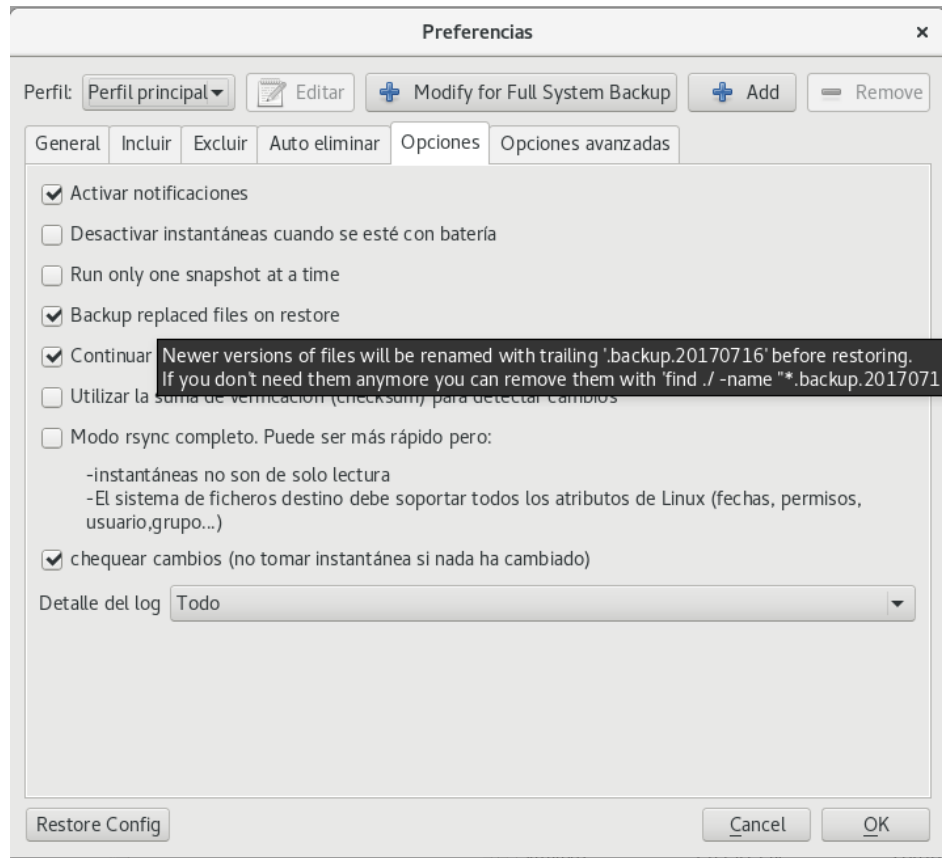 Preferencias
Perfil: Perfil principal Editar Modify for Full System Backup Add Remove
General Incluir Excluir Auto eliminar Opciones Opciones avanzadas
Activar notificaciones
Desactivar instantáneas cuando se esté con batería
Run only one snapshot at a time
Backup replaced files on restore
Continuar
Newer versions of files will be renamed with trailing '.backup.20170716' before restoring.
If you don't need them anymore you can remove them with 'find ./ -name "*.backup.2017071
Utilizar la suma de verificación (checksum) para detectar cambios
Modo rsync completo. Puede ser más rápido pero:
-instantáneas no son de solo lectura
-El sistema de ficheros destino debe soportar todos los atributos de Linux (fechas, permisos,
usuario,grupo...)
chequear cambios (no tomar instantánea si nada ha cambiado)
Detalle del log Todo
Restore Config Cancel OK